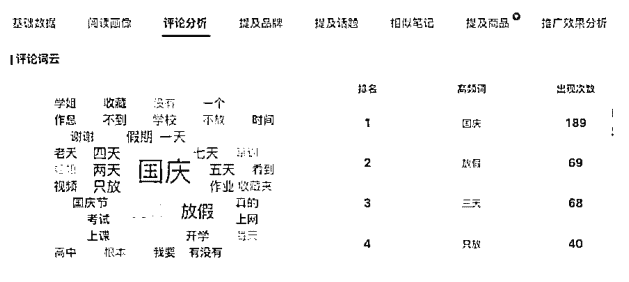 基础数据 阅读画像 评论分析 提及品牌 提及话题 相似笔记 提及商品 推广效果分析
评论词云
排名 高频词 出现次数
学姐 收藏 没有 一个
作息 不到 学校 不放 时间
谢谢 假期 一天
老天 四天 国庆 七天
两天 五天 看到
视频 只放 作业 收藏夹
国庆节 放假 真的
考试 上网
上课 开学
高中 根本 我要 有没有
1 国庆 189
2 放假 69
3 三天 68
4 只放 40